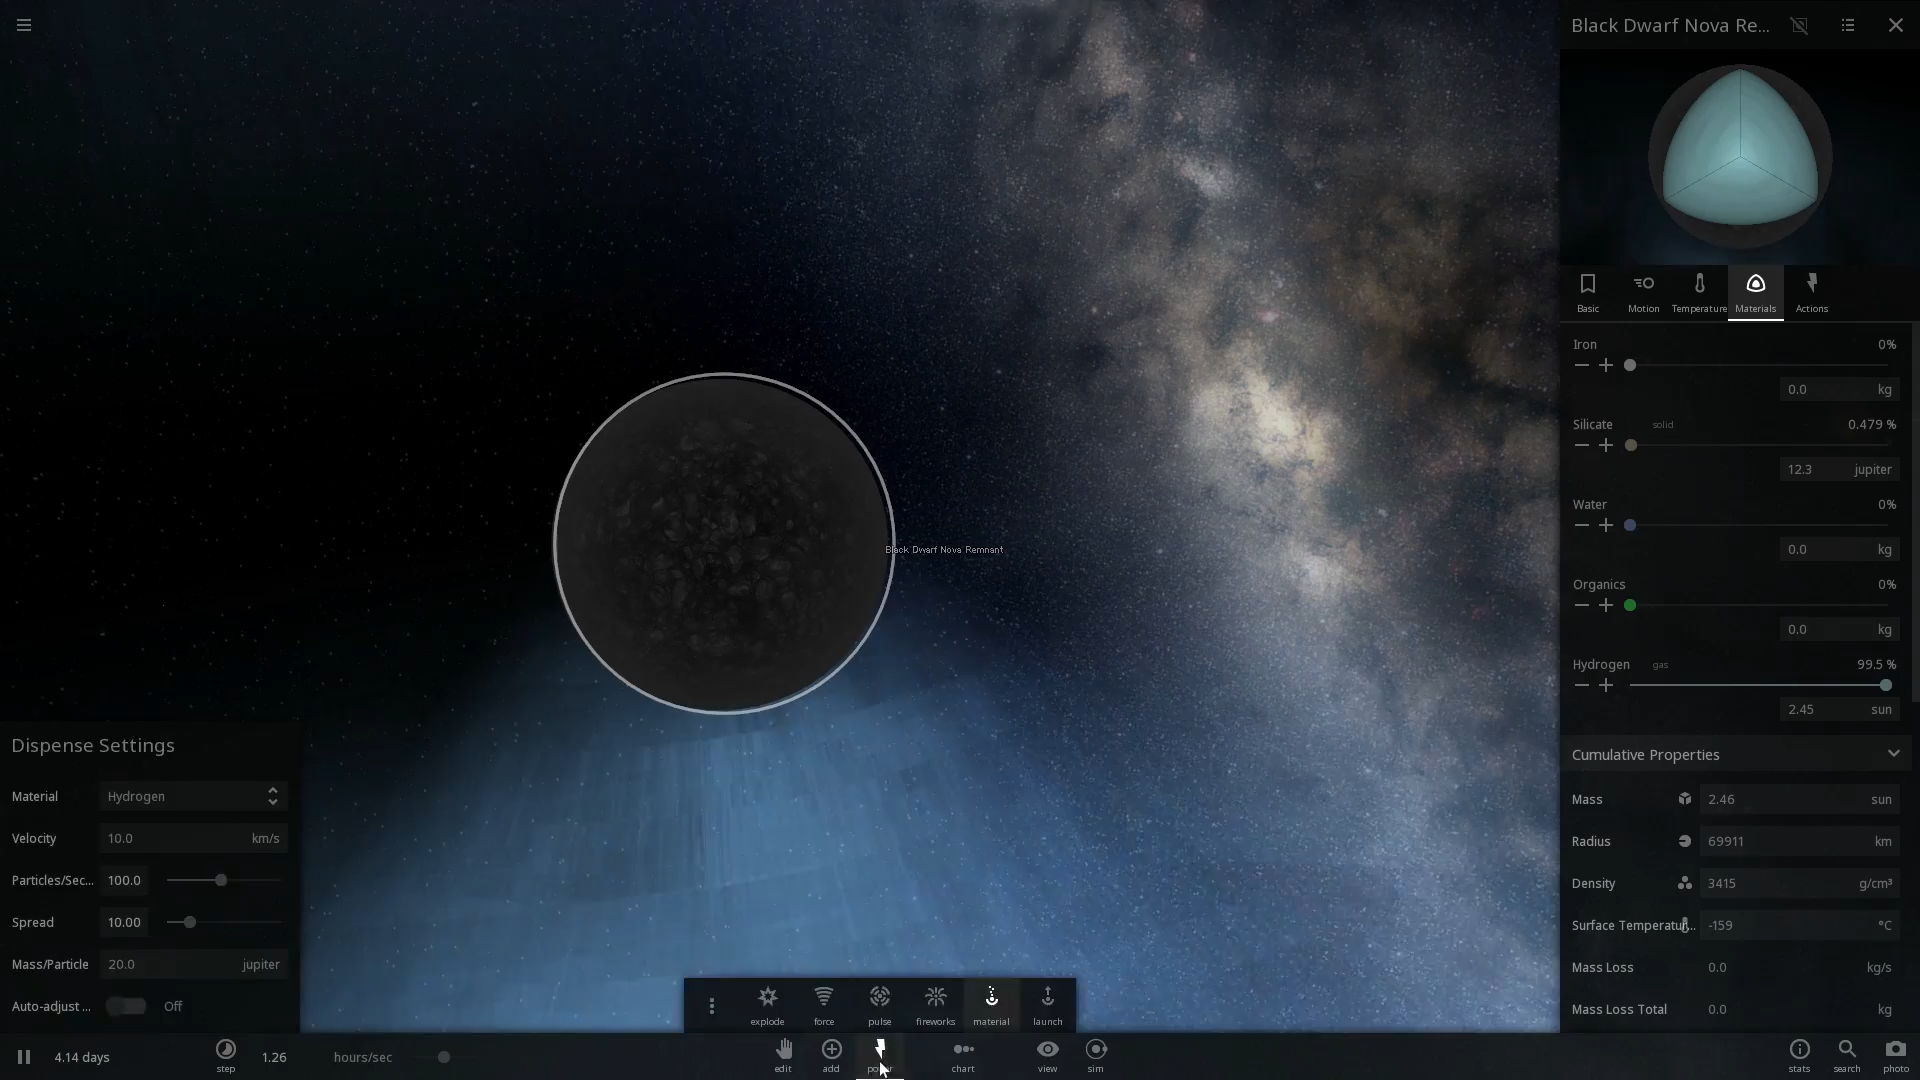 Black Dwarf Nova Re...
Basic
Motion
Temperature
Materials
Actions
Iron
0%
0.0 kg
Silicate solid 0.479 %
12.3 jupiter
Water 0%
0.0 kg
Organics 0%
0.0 kg
Hydrogen gas 99.5 %
2.45 sun
Cumulative Properties
Mass 2.46 sun
Radius 69911 km
Density 3415 g/cm³
Surface Temperatur... -159 °C
Mass Loss 0.0 kg/s
Mass Loss Total 0.0 kg
Black Dwarf Nova Remnant
Dispense Settings
Material Hydrogen
Velocity 10.0 km/s
Particles/Sec... 100.0
Spread 10.00
Mass/Particle 20.0 jupiter
Auto-adjust ... Off
explode
force
pulse
fireworks
material
launch
4.14 days
step
1.26 hours/sec
edit
add
power
chart
view
sim
stats
search
photo